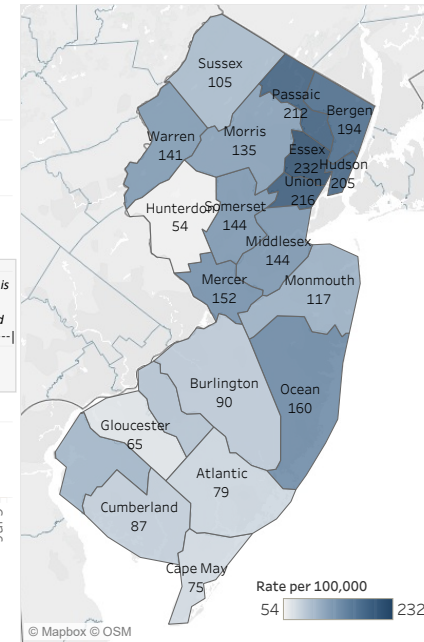 Sussex
105
Passaic
212
Bergen
194
Warren
141
Morris
135
Essex
232
Hudson
205
Union
216
Hunterdon
54
Somerset
144
Middlesex
144
Mercer
152
Monmouth
117
Burlington
90
Ocean
160
Gloucester
65
Atlantic
79
Cumberland
87
Cape May
75
is
d
--|
Rate per 100,000
54
232
© Mapbox © OSM